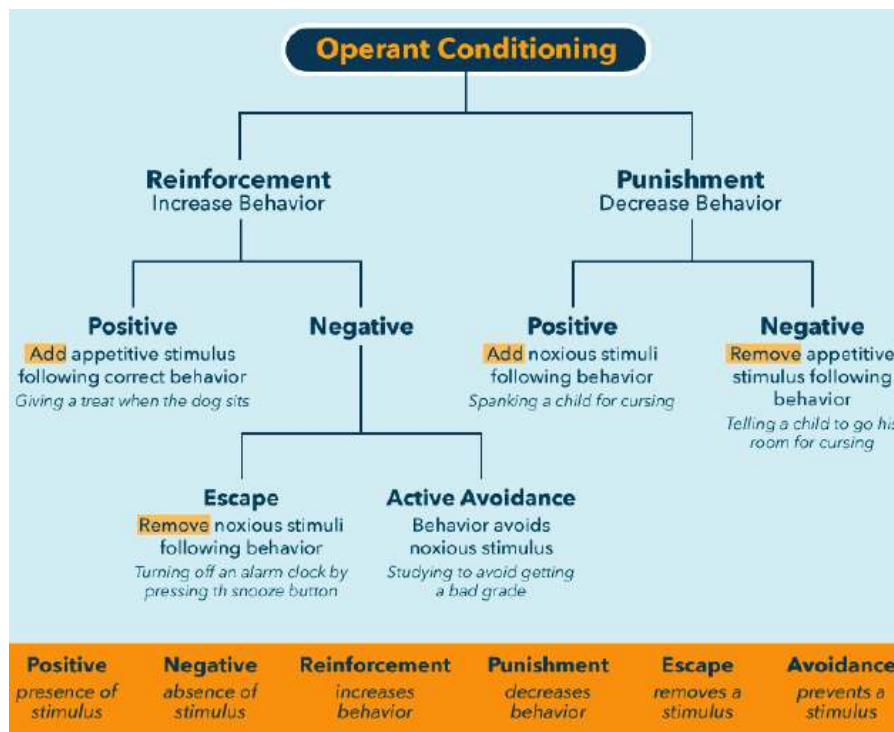 Operant Conditioning
Reinforcement
Increase Behavior
Punishment
Decrease Behavior
Positive
Add appetitive stimulus
following correct behavior
Giving a treat when the dog sits
Negative
Positive
Add noxious stimuli
following behavior
Spanking a child for cursing
Negative
Remove appetitive
stimulus following
behavior
Telling a child to go his
room for cursing
Escape
Remove noxious stimuli
following behavior
Turning off an alarm clock by
pressing th snooze button
Active Avoidance
Behavior avoids
noxious stimulus
Studying to avoid getting
a bad grade
Positive
presence of
stimulus
Negative
absence of
stimulus
Reinforcement
increases
behavior
Punishment
decreases
behavior
Escape
removes a
stimulus
Avoidance
prevents a
stimulus